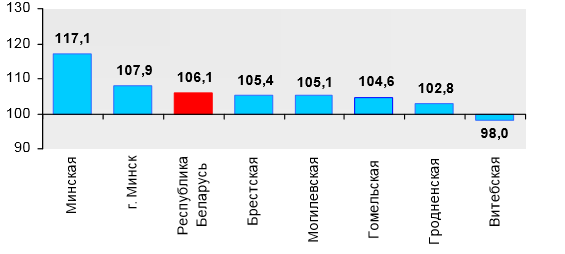 130
120
110
100
90
117,1
107,9
106,1
105,4
105,1
104,6
102,8
98,0
Минская
г. Минск
Республика
Беларусь
Брестская
Могилевская
Гомельская
Гродненская
Витебская